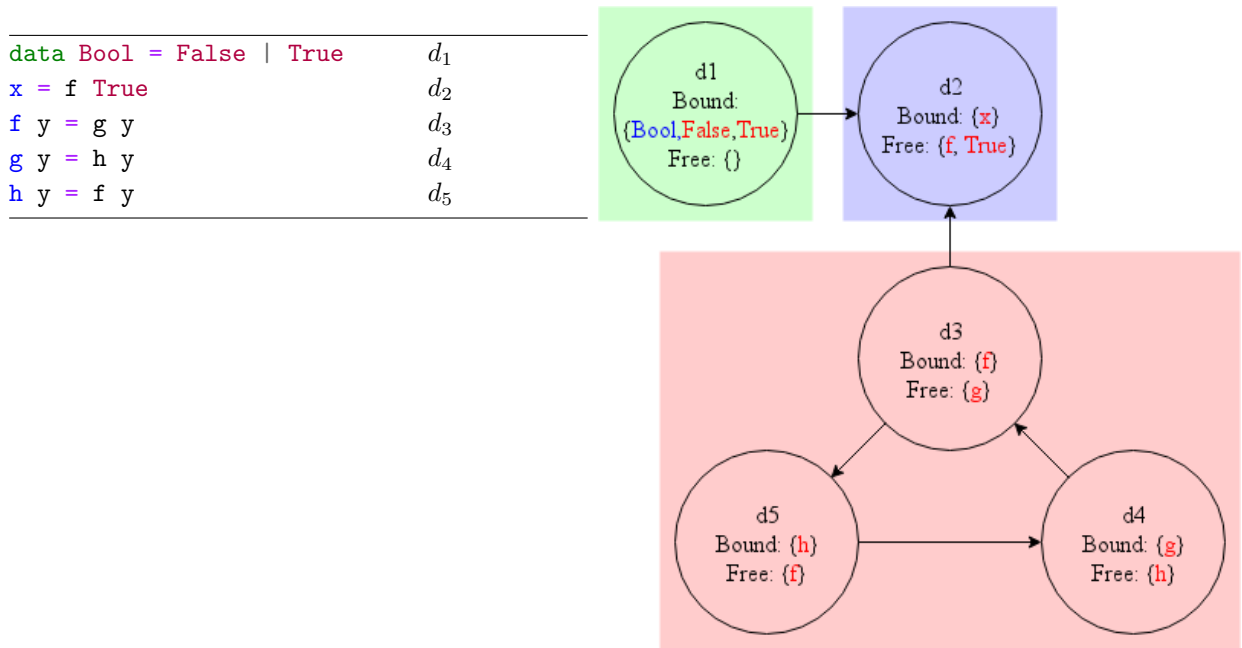 data Bool = False | True d₁
x = f True d₂
f y = g y d₃
g y = h y d₄
h y = f y d₅
d1
Bound:
{Bool,False,True}
Free: {}
d2
Bound: {x}
Free: {f, True}
d3
Bound: {f}
Free: {g}
d5
Bound: {h}
Free: {f}
d4
Bound: {g}
Free: {h}